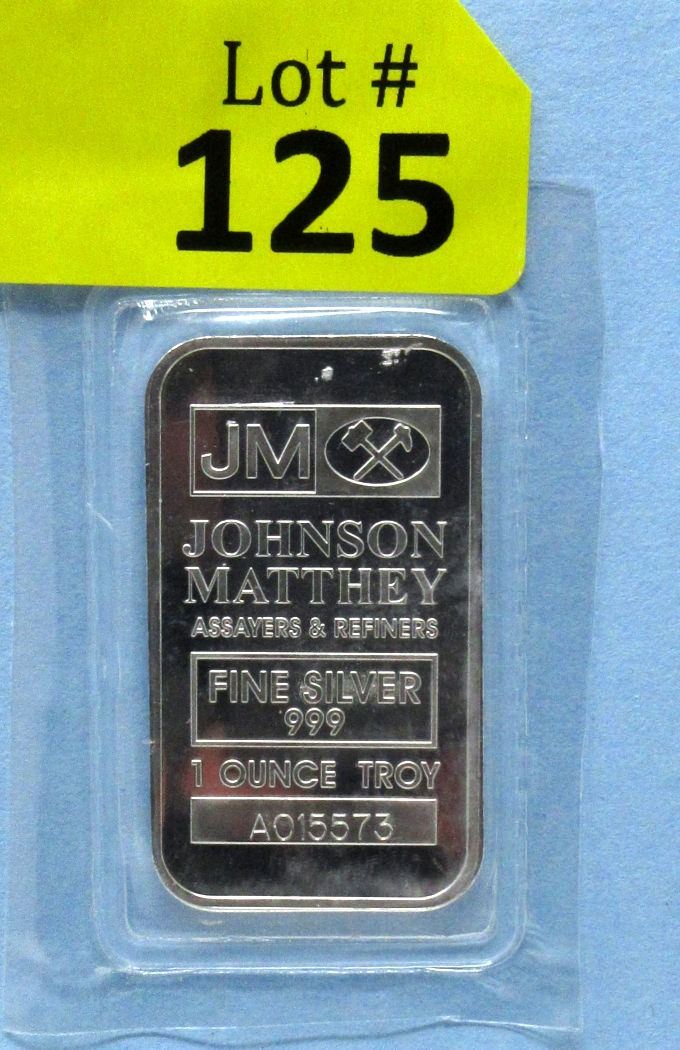 Lot #
125
JM
JOHNSON
MATTHEY
ASSAYERS & REFINERS
FINE SILVER
999
1 OUNCE TROY
A015573